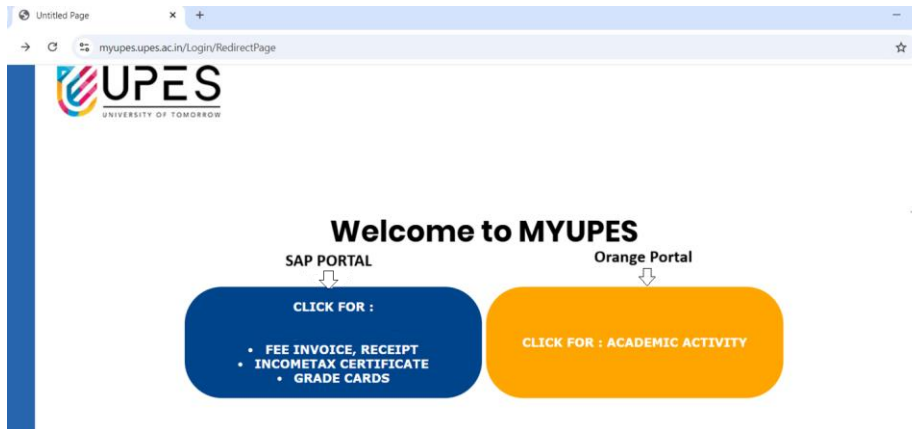 Untitled Page
myupes.upes.ac.in/Login/RedirectPage
UPES
UNIVERSITY OF TOMORROW
Welcome to MYUPES
SAP PORTAL
Orange Portal
CLICK FOR :
• FEE INVOICE, RECEIPT
• INCOMETAX CERTIFICATE
• GRADE CARDS
CLICK FOR : ACADEMIC ACTIVITY